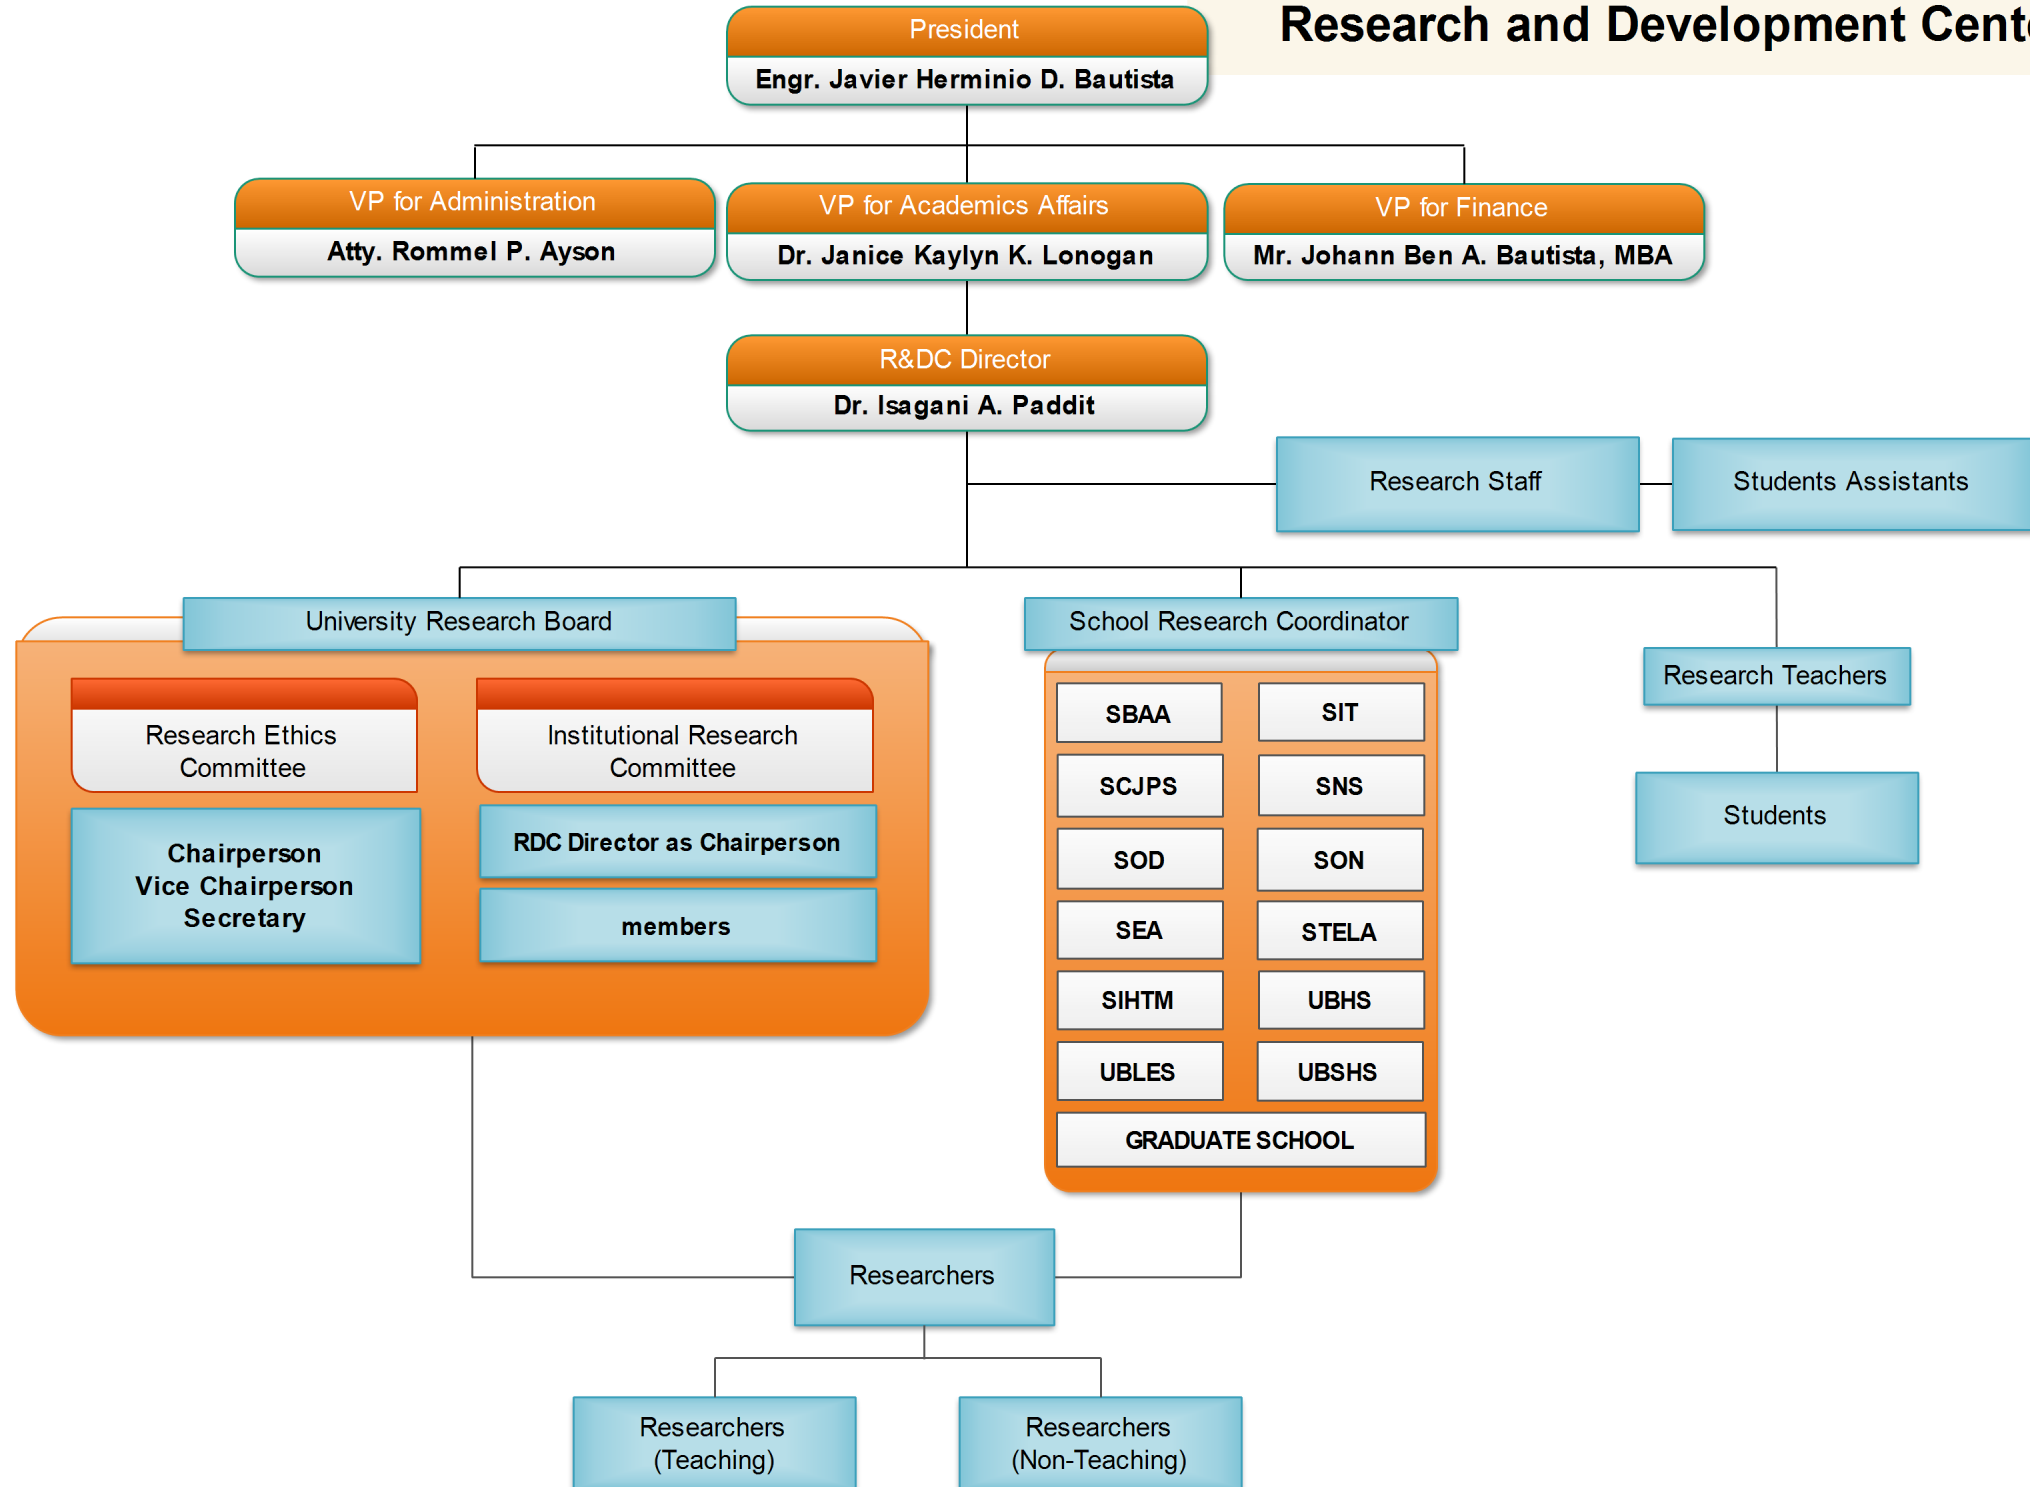 Research and Development Cent
President
Engr. Javier Herminio D. Bautista
VP for Administration
Atty. Rommel P. Ayson
VP for Academics Affairs
Dr. Janice Kaylyn K. Lonogan
VP for Finance
Mr. Johann Ben A. Bautista, MBA
R&DC Director
Dr. Isagani A. Paddit
Research Staff
Students Assistants
University Research Board
Research Ethics
Committee
Institutional Research
Committee
Chairperson
Vice Chairperson
Secretary
RDC Director as Chairperson
members
School Research Coordinator
SBAA
SIT
SCJPS
SNS
SOD
SON
SEA
STELA
SIHTM
UBHS
UBLES
UBSHS
GRADUATE SCHOOL
Research Teachers
Students
Researchers
Researchers
(Teaching)
Researchers
(Non-Teaching)